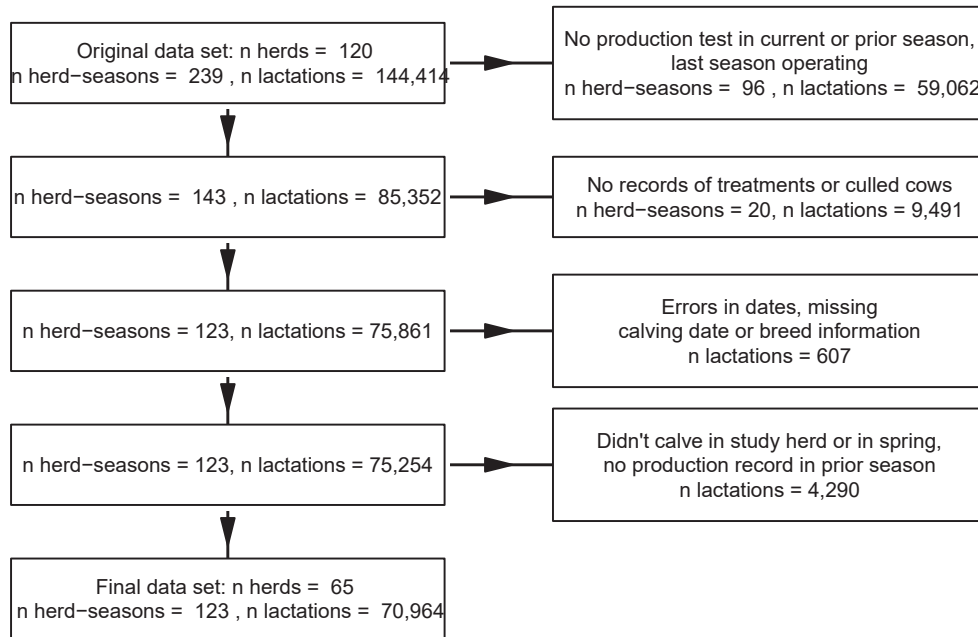 Original data set: n herds =  120
n herd−seasons =  239 , n lactations =  144,414
No production test in current or prior season,
last season operating
n herd−seasons =  96 , n lactations =  59,062
n herd−seasons =  143 , n lactations =  85,352
No records of treatments or culled cows
n herd−seasons = 20, n lactations = 9,491
n herd−seasons = 123, n lactations = 75,861
Errors in dates, missing
calving date or breed information
n lactations = 607
n herd−seasons = 123, n lactations = 75,254
Didn't calve in study herd or in spring,
no production record in prior season
n lactations = 4,290
Final data set: n herds =  65
n herd−seasons =  123 , n lactations =  70,964